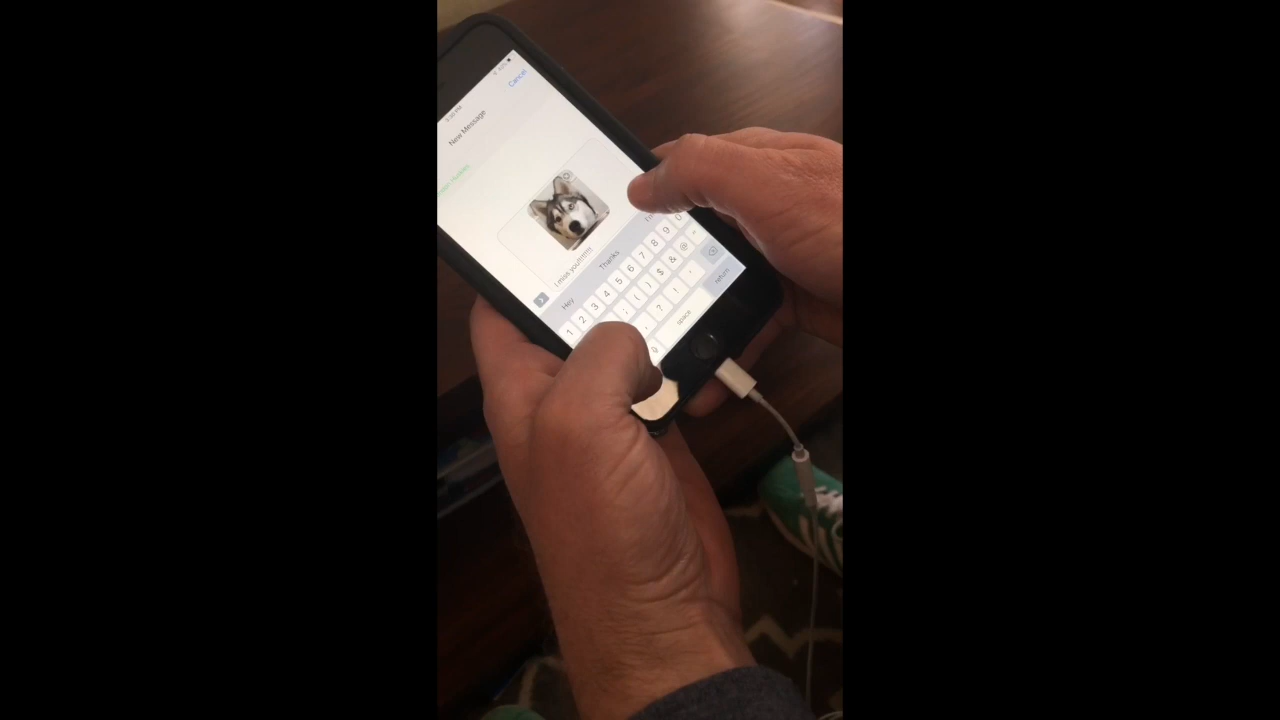 Cancel
New Message
I miss you!!!!!!!!
Hey
Thanks
1 2 3 4 5 6 7 8 9 0
; ( ) $ & @ "
. ? ! '
space
return